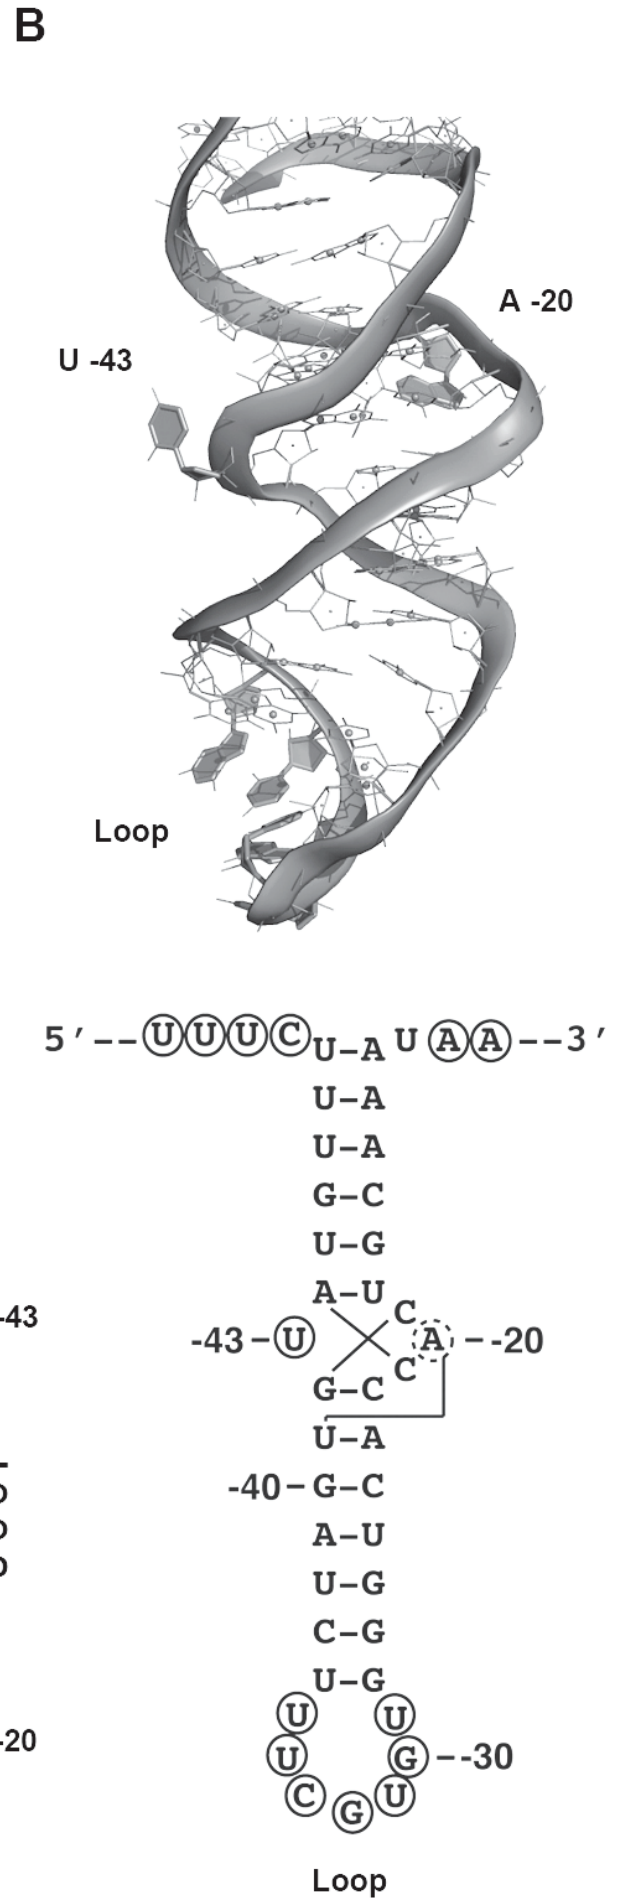 B
A -20
U -43
Loop
5'--UUUCU-AUAA--3'
U-A
U-A
G-C
U-G
A-U
C
-43
-43-U
A--20
C
G-C
U-A
-40-G-C
A-U
U-G
C-G
U-G
U U
-20
U G--30
C G U
Loop